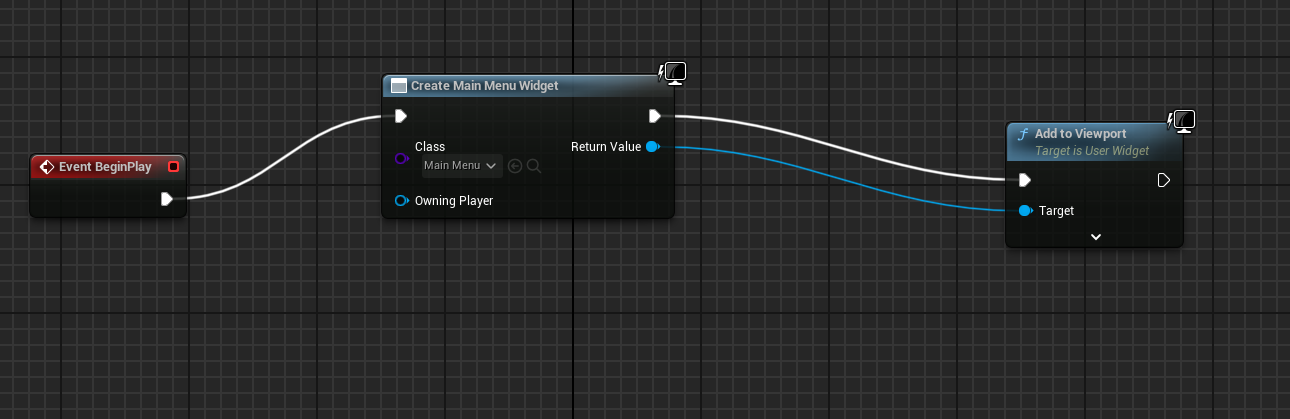 Create Main Menu Widget
Class
Main Menu
Return Value
Owning Player
Event BeginPlay
f Add to Viewport
Target is User Widget
Target